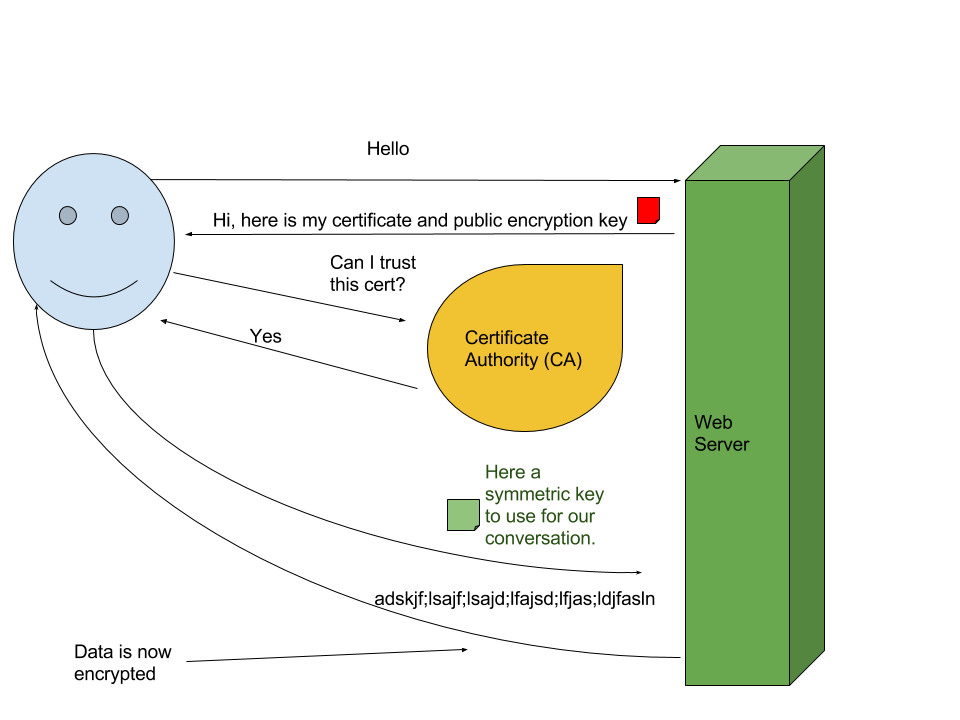 Hello
Hi, here is my certificate and public encryption key
Can I trust
this cert?
Yes
Certificate
Authority (CA)
Web
Server
Here a
symmetric key
to use for our
conversation.
adskjf;lsajf;lsajd;lfajsd;lfjas;ldjfasln
Data is now
encrypted